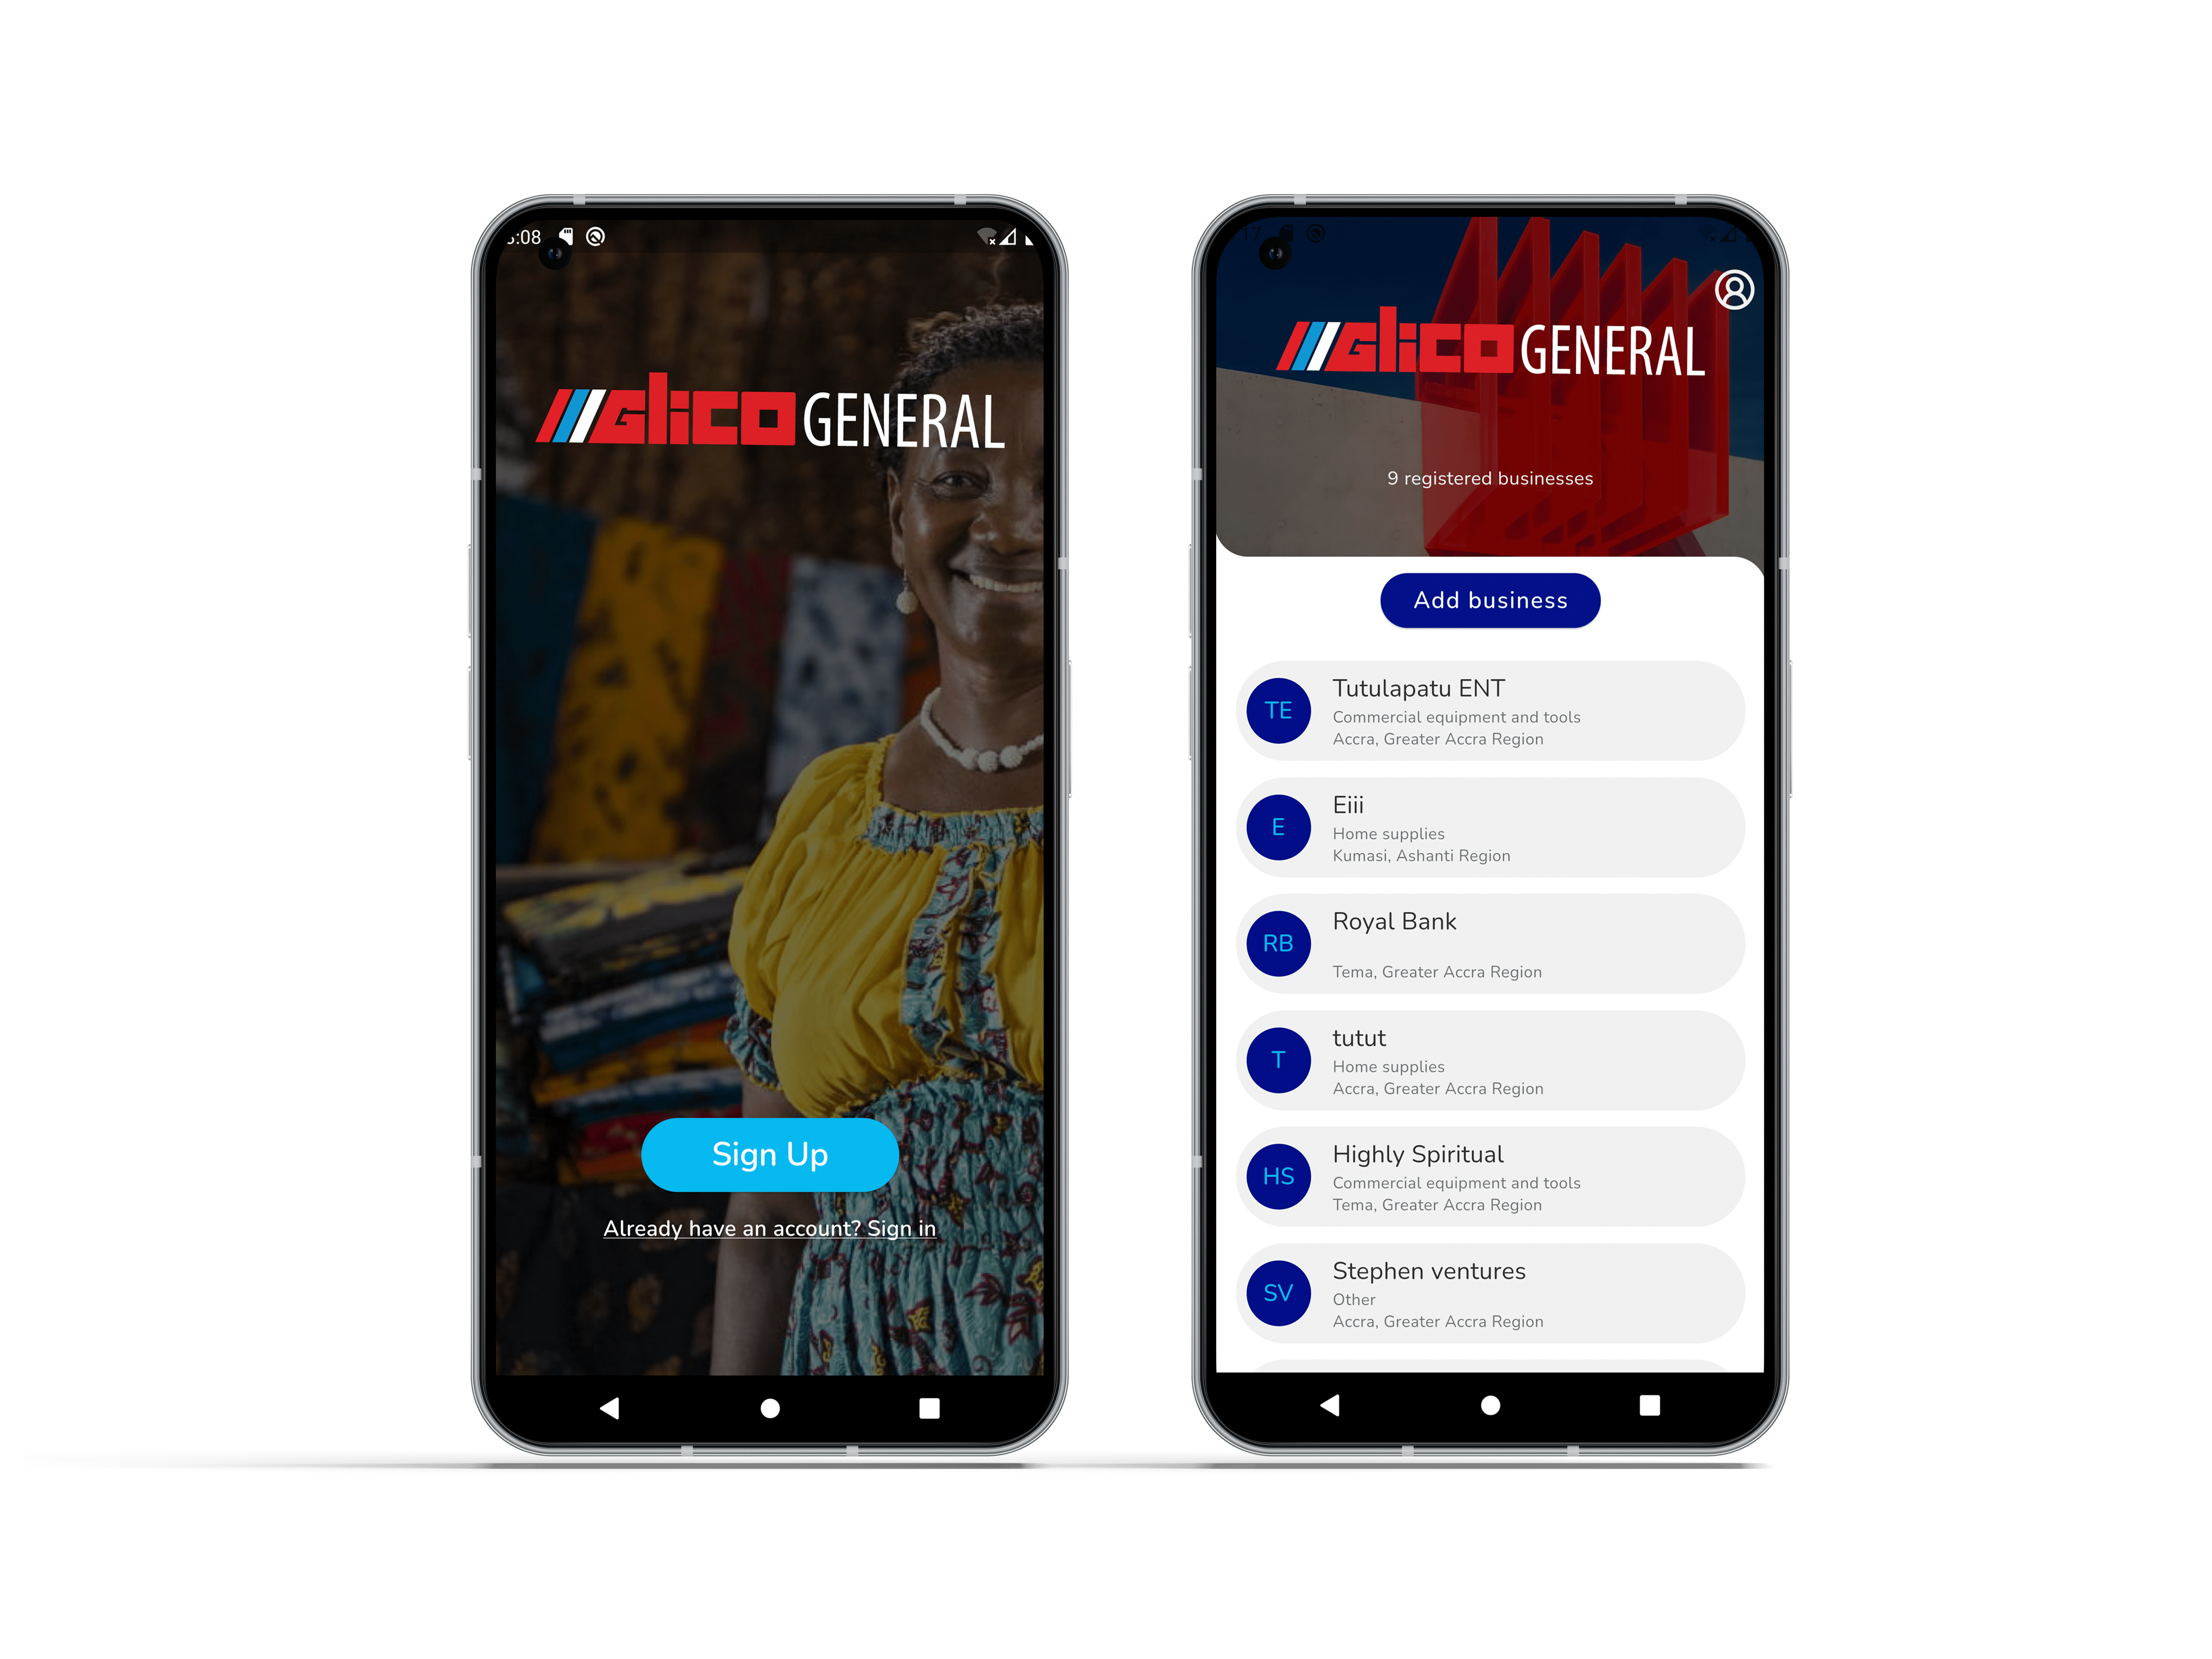 :08
Glico GENERAL
Sign Up
Already have an account? Sign in
Glico GENERAL
9 registered businesses
Add business
TE
Tutulapatu ENT
Commercial equipment and tools
Accra, Greater Accra Region
E
Eiii
Home supplies
Kumasi, Ashanti Region
RB
Royal Bank
Tema, Greater Accra Region
T
tutut
Home supplies
Accra, Greater Accra Region
HS
Highly Spiritual
Commercial equipment and tools
Tema, Greater Accra Region
SV
Stephen ventures
Other
Accra, Greater Accra Region